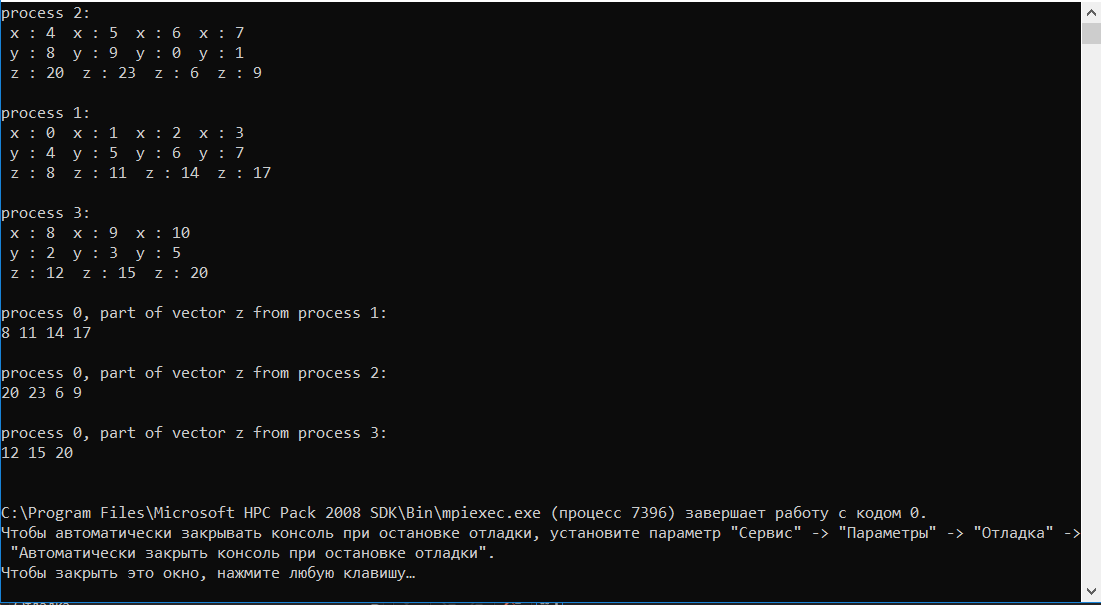 process 2:
x : 4  x : 5  x : 6  x : 7
y : 8  y : 9  y : 0  y : 1
z : 20  z : 23  z : 6  z : 9
process 1:
x : 0  x : 1  x : 2  x : 3
y : 4  y : 5  y : 6  y : 7
z : 8  z : 11  z : 14  z : 17
process 3:
x : 8  x : 9  x : 10
y : 2  y : 3  y : 5
z : 12  z : 15  z : 20
process 0, part of vector z from process 1:
8 11 14 17
process 0, part of vector z from process 2:
20 23 6 9
process 0, part of vector z from process 3:
12 15 20
C:\Program Files\Microsoft HPC Pack 2008 SDK\Bin\mpiexec.exe (процесс 7396) завершает работу с кодом 0.
Чтобы автоматически закрывать консоль при остановке отладки, установите параметр "Сервис" -> "Параметры" -> "Отладка" ->
"Автоматически закрыть консоль при остановке отладки".
Чтобы закрыть это окно, нажмите любую клавишу…